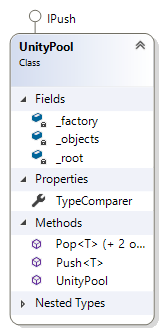 IPush
UnityPool
Class
Fields
_factory
_objects
_root
Properties
TypeComparer
Methods
Pop<T> (+ 2 o...
Push<T>
UnityPool
Nested Types